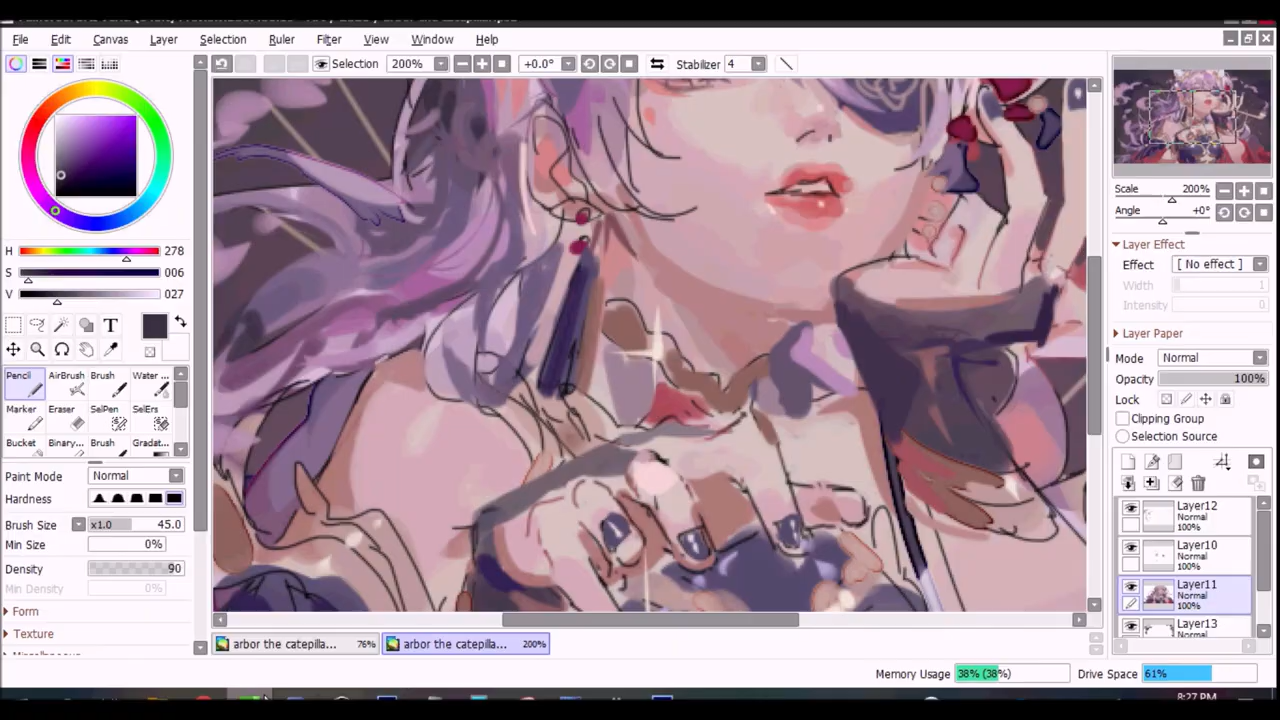 File Edit Canvas Layer Selection Ruler Filter View Window Help
Selection 200% +0.0° Stabilizer 4
H 278
S 006
V 027
T
Pencil AirBrush Brush Water ...
Marker Eraser SelPen SelErs
Bucket Binary... Brush Gradat...
Paint Mode Normal
Hardness
Brush Size x1.0 45.0
Min Size 0%
Density 90
Min Density 0%
Form
Texture
arbor the catepilla... 76% arbor the catepilla... 200%
Scale 200%
Angle +0°
Layer Effect
Effect [ No effect ]
Width 1
Intensity 1
Layer Paper
Mode Normal
Opacity 100%
Lock
Clipping Group
Selection Source
Layer12
Normal
100%
Layer10
Normal
100%
Layer11
Normal
100%
Layer13
Normal
Memory Usage 38% (38%) Drive Space 61%
8:27 PM